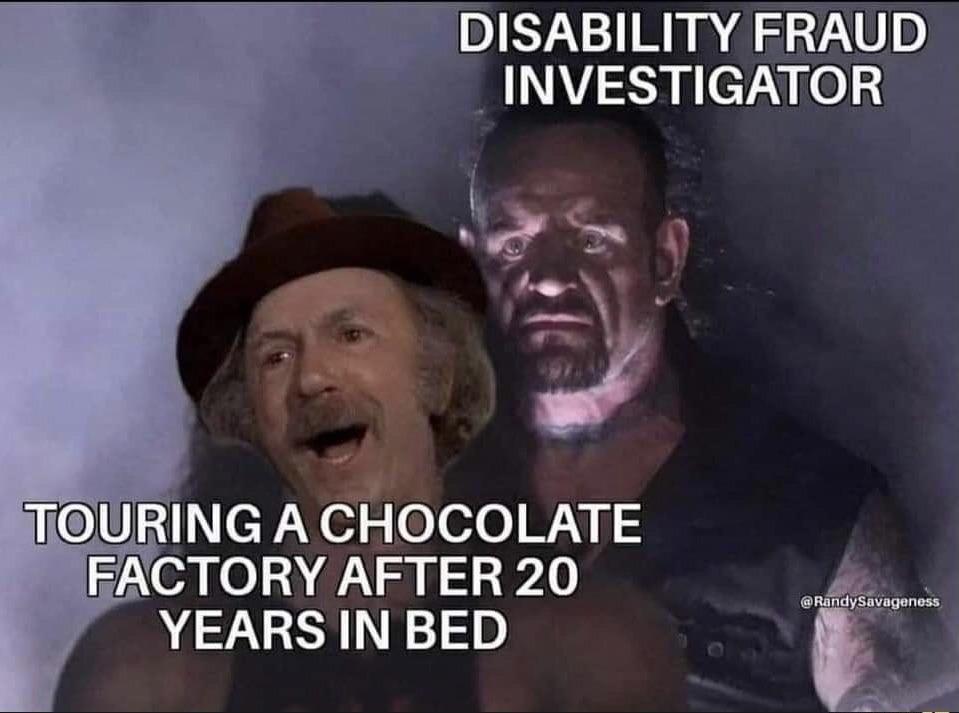 DISABILITY FRAUD
INVESTIGATOR
TOURING A CHOCOLATE
FACTORY AFTER 20
YEARS IN BED
@RandySavageness